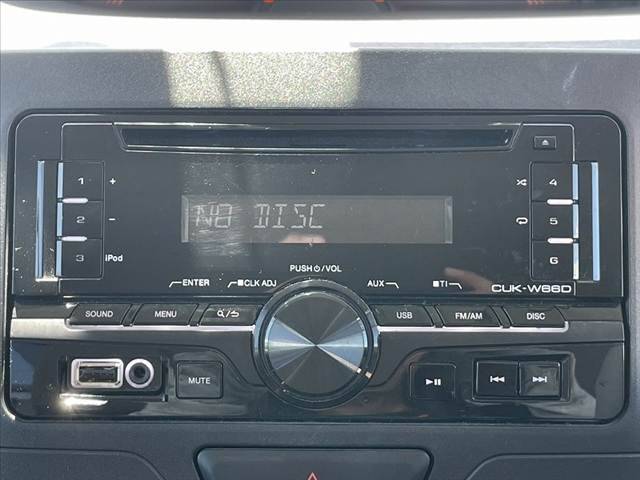 1 +
2 −
3 iPod
4
5
6
NO DISC
PUSH ⏻/VOL
ENTER CLK ADJ AUX TI
CUK-W66D
SOUND MENU USB FM/AM DISC
MUTE